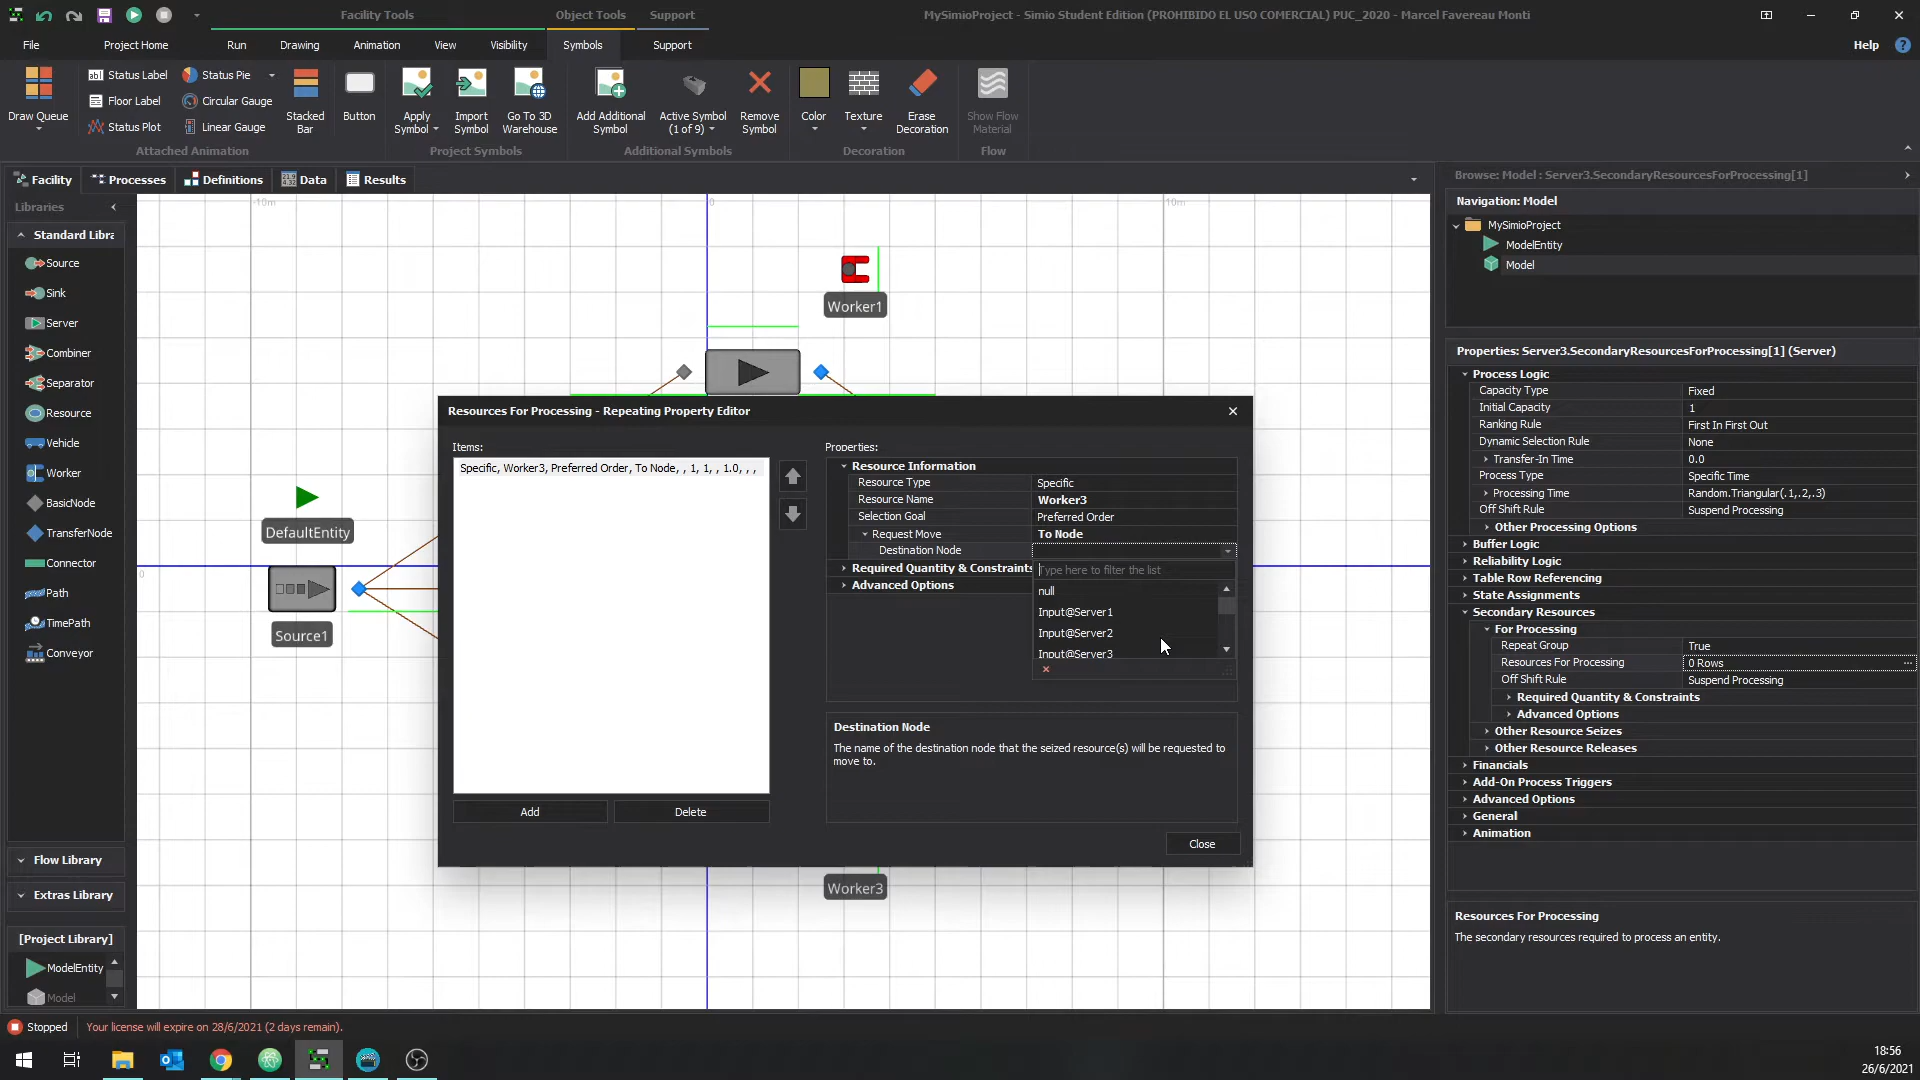 Facility Tools
Object Tools
Support
MySimioProject - Simio Student Edition (PROHIBIDO EL USO COMERCIAL) PUC_2020 - Marcel Favereau Monti
File
Project Home
Run
Drawing
Animation
View
Visibility
Symbols
Support
Help
Draw Queue
Status Label
Floor Label
Status Plot
Status Pie
Circular Gauge
Linear Gauge
Stacked Bar
Button
Attached Animation
Apply Symbol
Import Symbol
Go To 3D Warehouse
Project Symbols
Add Additional Symbol
Active Symbol (1 of 9)
Remove Symbol
Additional Symbols
Color
Texture
Erase Decoration
Decoration
Show Flow Material
Flow
Facility
Processes
Definitions
Data
Results
Libraries
Standard Libra
Source
Sink
Server
Combiner
Separator
Resource
Vehicle
Worker
BasicNode
TransferNode
Connector
Path
TimePath
Conveyor
Flow Library
Extras Library
[Project Library]
ModelEntity
Model
-10m
0
10m
0
Worker1
DefaultEntity
Source1
Worker3
Resources For Processing - Repeating Property Editor
Items:
Specific, Worker3, Preferred Order, To Node, , 1, 1, , 1.0, , ,
Add
Delete
Properties:
Resource Information
Resource Type Specific
Resource Name Worker3
Selection Goal Preferred Order
Request Move To Node
Destination Node
Required Quantity & Constraints
Advanced Options
Type here to filter the list
null
Input@Server1
Input@Server2
Input@Server3
Destination Node
The name of the destination node that the seized resource(s) will be requested to
move to.
Close
Browse: Model : Server3.SecondaryResourcesForProcessing[1]
Navigation: Model
MySimioProject
ModelEntity
Model
Properties: Server3.SecondaryResourcesForProcessing[1] (Server)
Process Logic
Capacity Type Fixed
Initial Capacity 1
Ranking Rule First In First Out
Dynamic Selection Rule None
Transfer-In Time 0.0
Process Type Specific Time
Processing Time Random.Triangular(.1,.2,.3)
Off Shift Rule Suspend Processing
Other Processing Options
Buffer Logic
Reliability Logic
Table Row Referencing
State Assignments
Secondary Resources
For Processing
Repeat Group True
Resources For Processing 0 Rows ...
Off Shift Rule Suspend Processing
Required Quantity & Constraints
Advanced Options
Other Resource Seizes
Other Resource Releases
Financials
Add-On Process Triggers
Advanced Options
General
Animation
Resources For Processing
The secondary resources required to process an entity.
Stopped
Your license will expire on 28/6/2021 (2 days remain).
18:56
26/6/2021